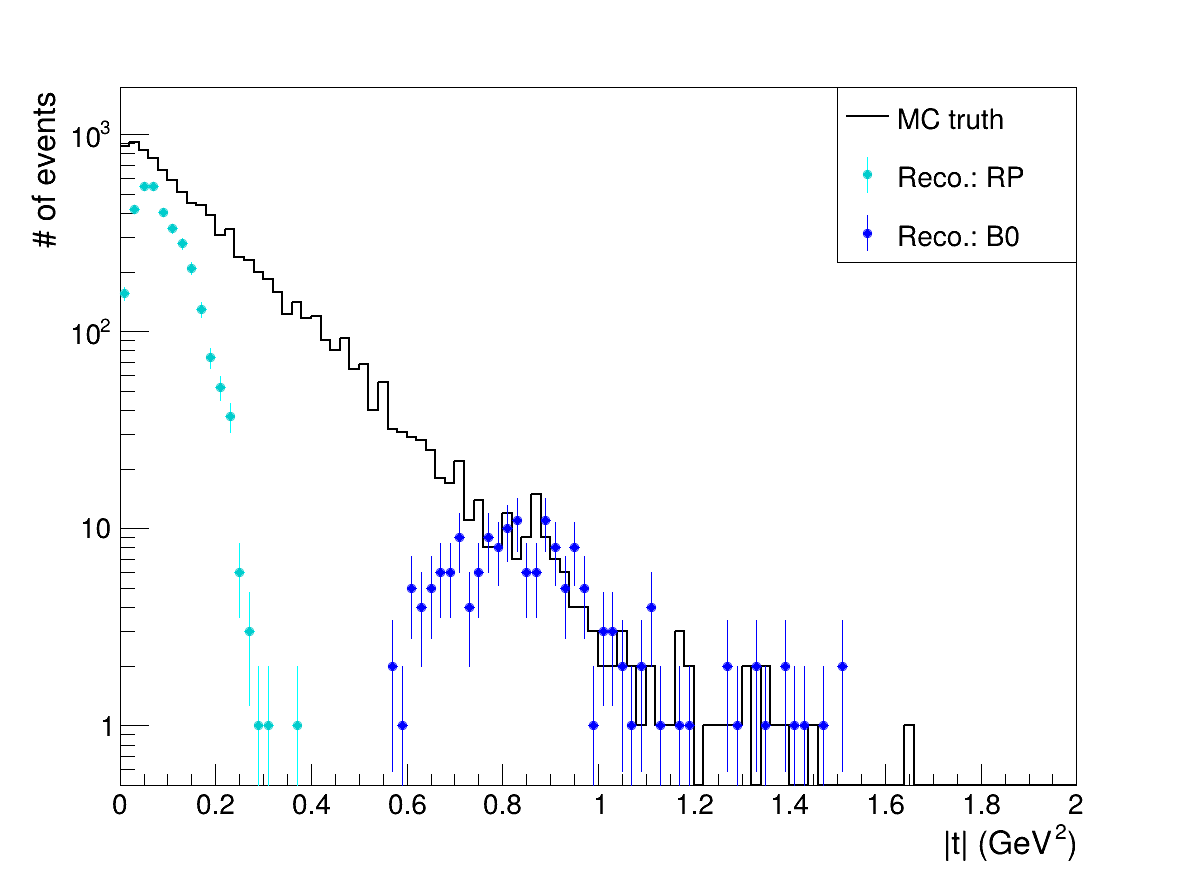 # of events
10³
10²
10
1
0 0.2 0.4 0.6 0.8 1 1.2 1.4 1.6 1.8 2
|t| (GeV²)
MC truth
Reco.: RP
Reco.: B0